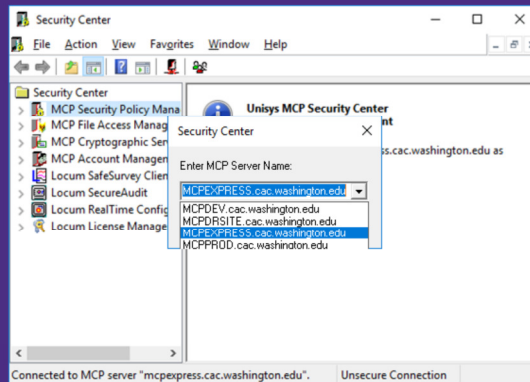 Security Center
File Action View Favorites Window Help
Security Center
MCP Security Policy Mana
MCP File Access Manag
MCP Cryptographic Ser
MCP Account Managen
Locum SafeSurvey Clien
Locum SecureAudit
Locum RealTime Config
Locum License Manage
Unisys MCP Security Center
nt
ss.cac.washington.edu as
Security Center
Enter MCP Server Name:
MCPEXPRESS.cac.washington.edu
MCPDEV.cac.washington.edu
MCPDRSITE.cac.washington.edu
MCPEXPRESS.cac.washington.edu
MCPPROD.cac.washington.edu
Connected to MCP server "mcpexpress.cac.washington.edu". Unsecure Connection